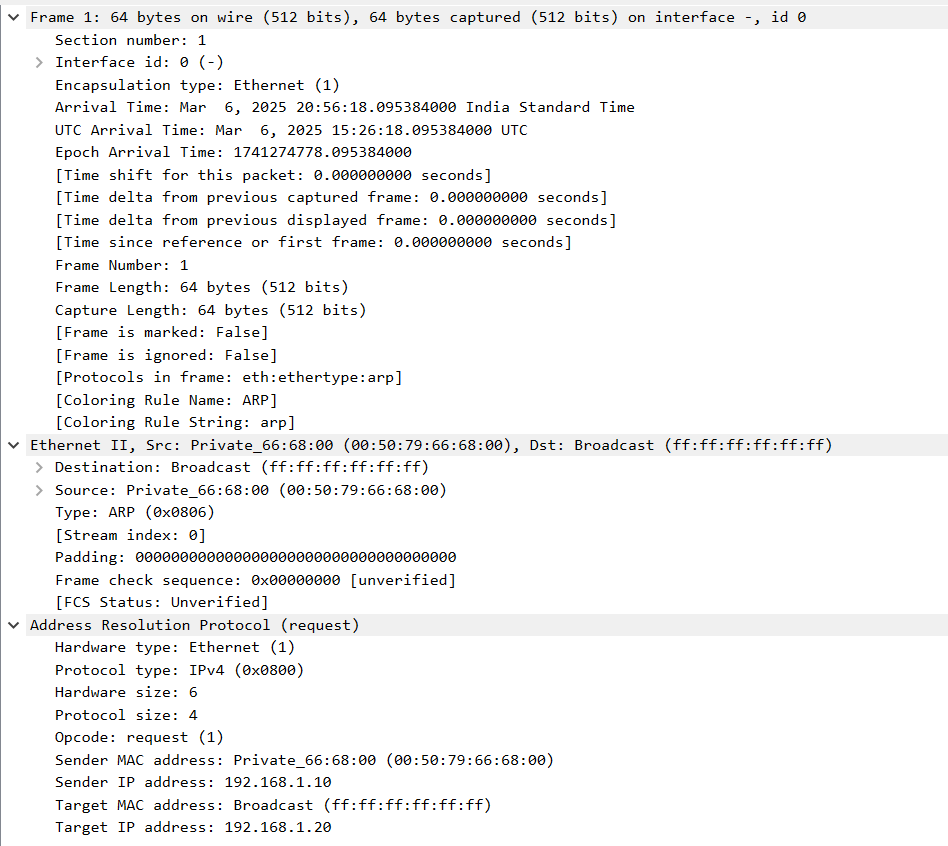 Frame 1: 64 bytes on wire (512 bits), 64 bytes captured (512 bits) on interface -, id 0
Section number: 1
Interface id: 0 (-)
Encapsulation type: Ethernet (1)
Arrival Time: Mar  6, 2025 20:56:18.095384000 India Standard Time
UTC Arrival Time: Mar  6, 2025 15:26:18.095384000 UTC
Epoch Arrival Time: 1741274778.095384000
[Time shift for this packet: 0.000000000 seconds]
[Time delta from previous captured frame: 0.000000000 seconds]
[Time delta from previous displayed frame: 0.000000000 seconds]
[Time since reference or first frame: 0.000000000 seconds]
Frame Number: 1
Frame Length: 64 bytes (512 bits)
Capture Length: 64 bytes (512 bits)
[Frame is marked: False]
[Frame is ignored: False]
[Protocols in frame: eth:ethertype:arp]
[Coloring Rule Name: ARP]
[Coloring Rule String: arp]
Ethernet II, Src: Private_66:68:00 (00:50:79:66:68:00), Dst: Broadcast (ff:ff:ff:ff:ff:ff)
Destination: Broadcast (ff:ff:ff:ff:ff:ff)
Source: Private_66:68:00 (00:50:79:66:68:00)
Type: ARP (0x0806)
[Stream index: 0]
Padding: 000000000000000000000000000000000000
Frame check sequence: 0x00000000 [unverified]
[FCS Status: Unverified]
Address Resolution Protocol (request)
Hardware type: Ethernet (1)
Protocol type: IPv4 (0x0800)
Hardware size: 6
Protocol size: 4
Opcode: request (1)
Sender MAC address: Private_66:68:00 (00:50:79:66:68:00)
Sender IP address: 192.168.1.10
Target MAC address: Broadcast (ff:ff:ff:ff:ff:ff)
Target IP address: 192.168.1.20